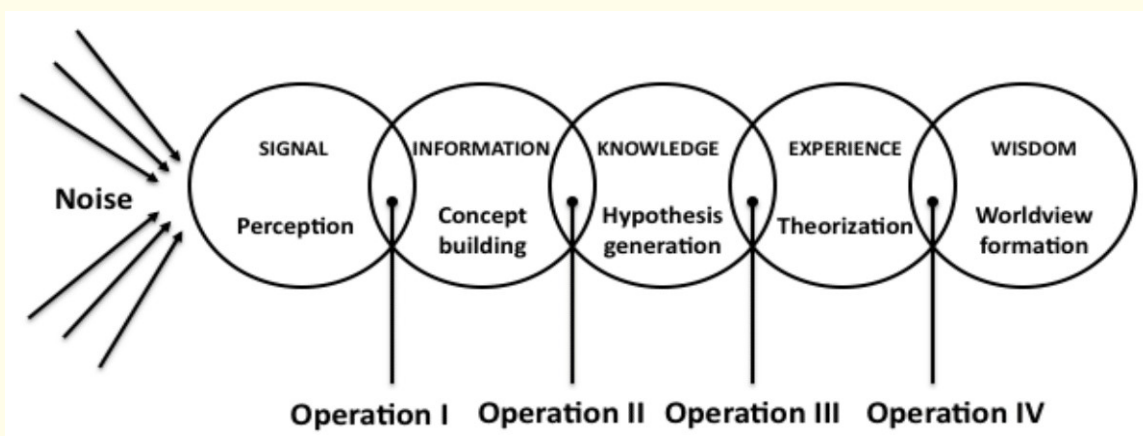 SIGNAL INFORMATION KNOWLEDGE EXPERIENCE WISDOM
Noise
Perception
Concept
building
Hypothesis
generation
Theorization
Worldview
formation
Operation I Operation II Operation III Operation IV